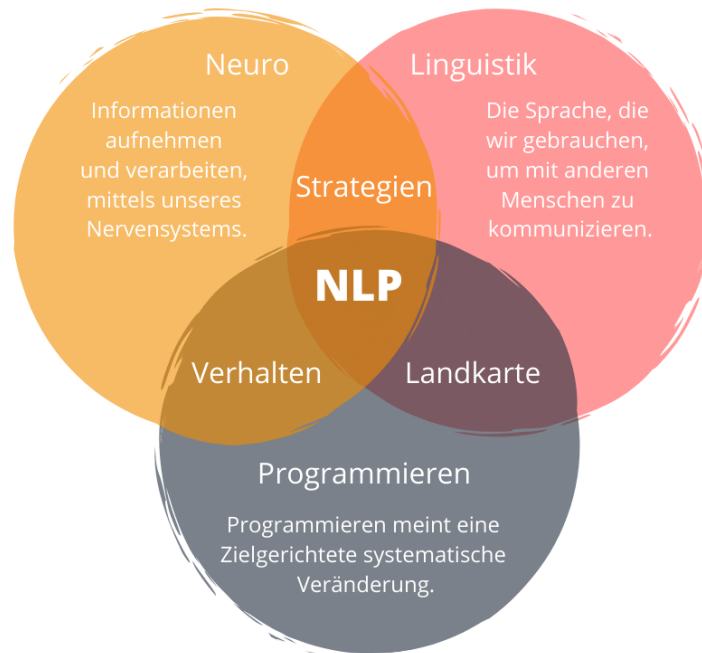 Neuro
Informationen
aufnehmen
und verarbeiten,
mittels unseres
Nervensystems.
Linguistik
Die Sprache, die
wir gebrauchen,
um mit anderen
Menschen zu
kommunizieren.
Strategien
NLP
Verhalten
Landkarte
Programmieren
Programmieren meint eine
Zielgerichtete systematische
Veränderung.